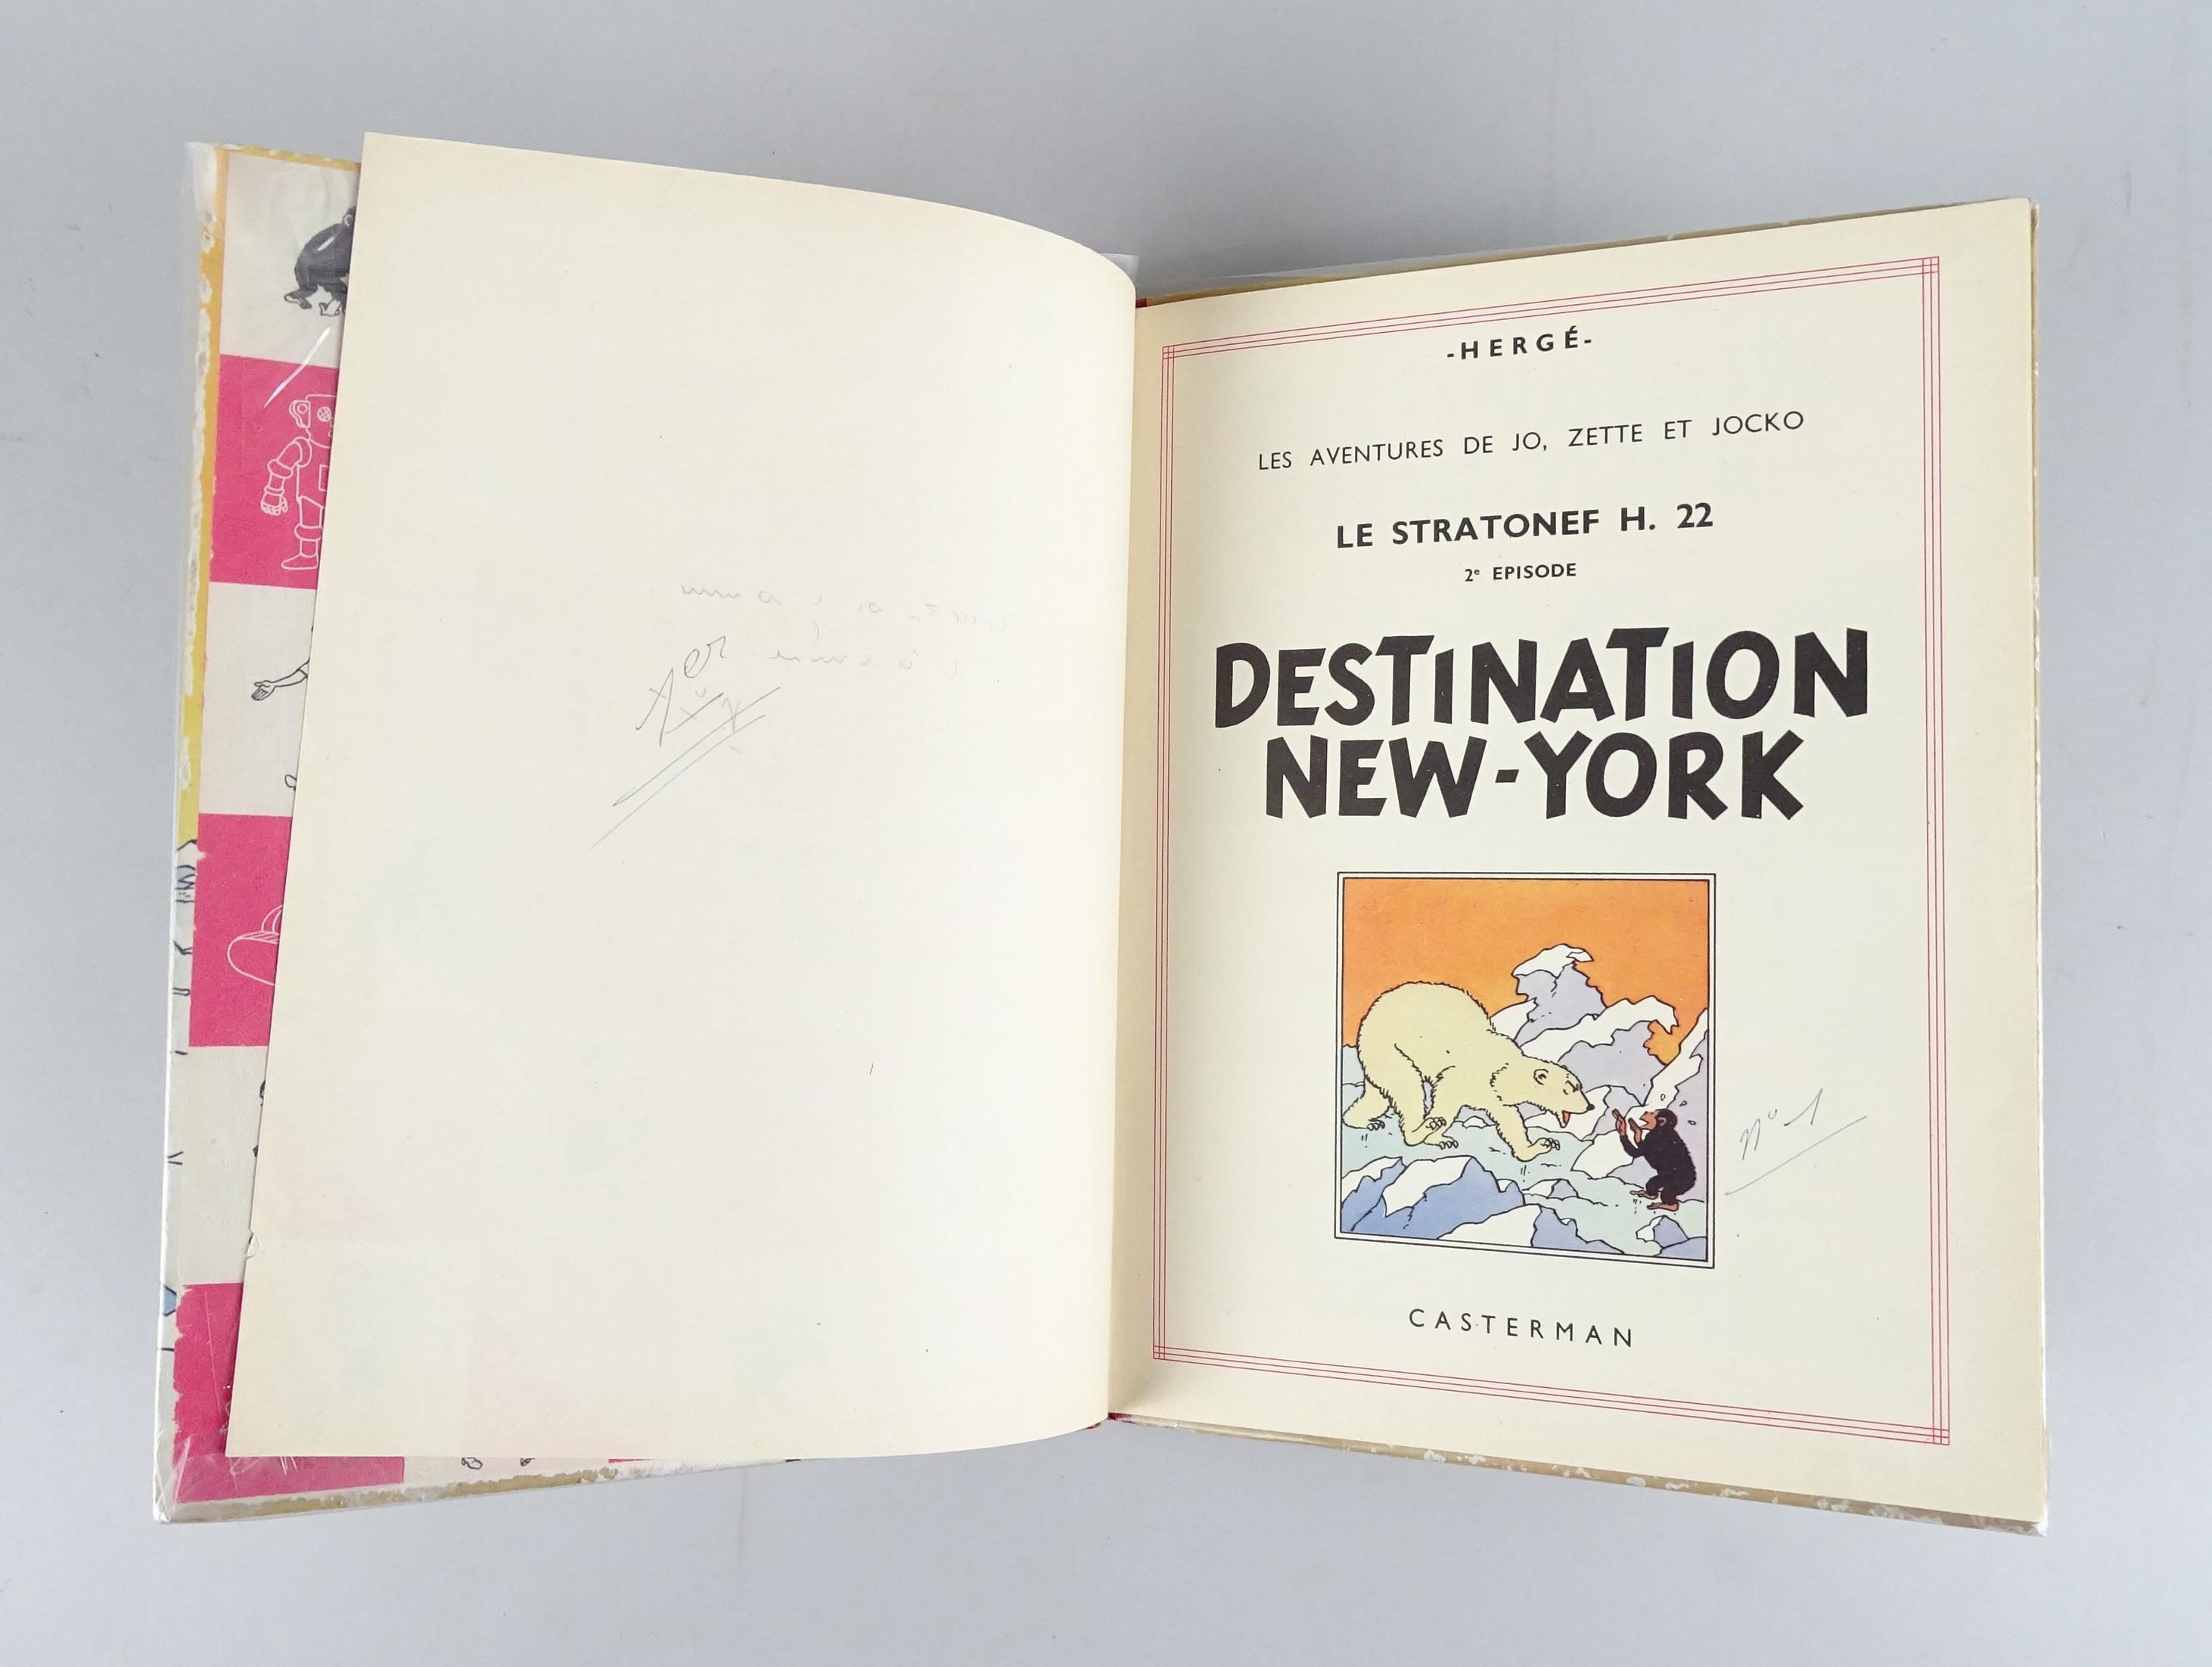 -HERGÉ-
LES AVENTURES DE JO, ZETTE ET JOCKO
LE STRATONEF H. 22
2e EPISODE
DESTINATION
NEW-YORK
CASTERMAN